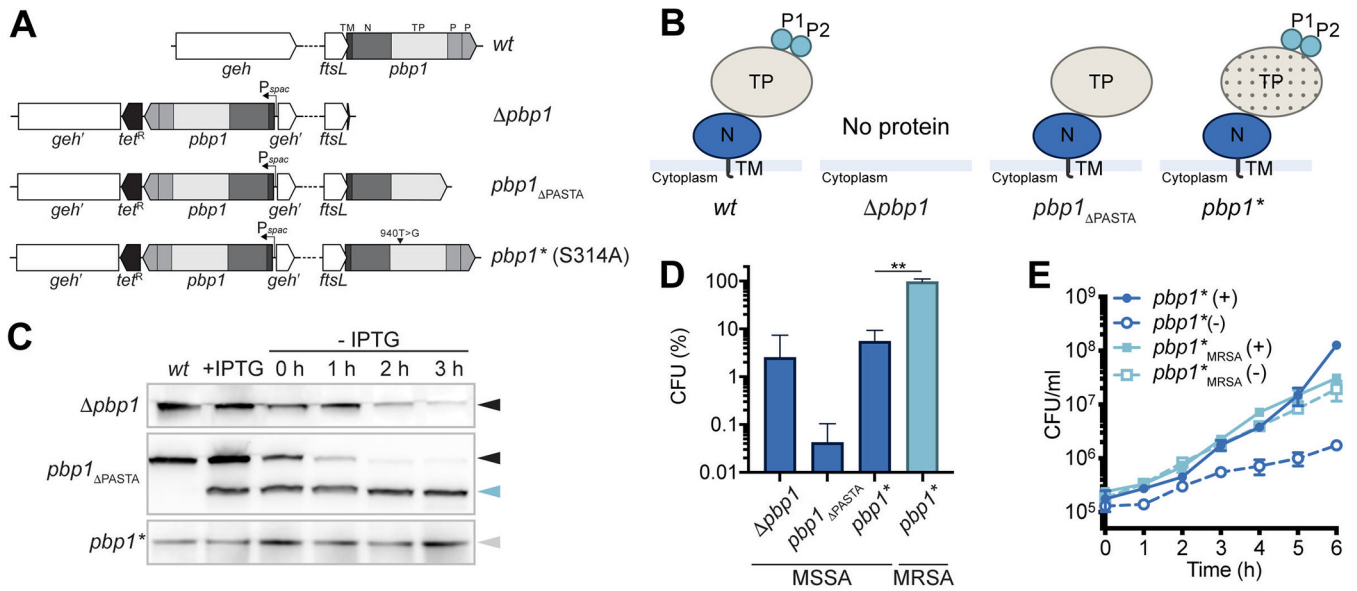 A
TM N TP P P
geh ftsL pbp1 wt
Pspac
geh' tetR pbp1 geh' ftsL Δpbp1
Pspac
geh' tetR pbp1 geh' ftsL pbp1ΔPASTA
Pspac 940T>G
geh' tetR pbp1 geh' ftsL pbp1* (S314A)
B
P1 P2 TP N TM Cytoplasm wt
No protein Cytoplasm Δpbp1
TP N TM Cytoplasm pbp1ΔPASTA
P1 P2 TP N TM Cytoplasm pbp1*
C
- IPTG
wt +IPTG 0 h 1 h 2 h 3 h
Δpbp1
pbp1ΔPASTA
pbp1*
D
**
CFU (%)
100
10
1
0.1
0.01
Δpbp1 pbp1ΔPASTA pbp1* pbp1*
MSSA MRSA
E
pbp1* (+)
pbp1*(-)
pbp1*MRSA (+)
pbp1*MRSA (-)
CFU/ml
10⁹
10⁸
10⁷
10⁶
10⁵
0 1 2 3 4 5 6
Time (h)